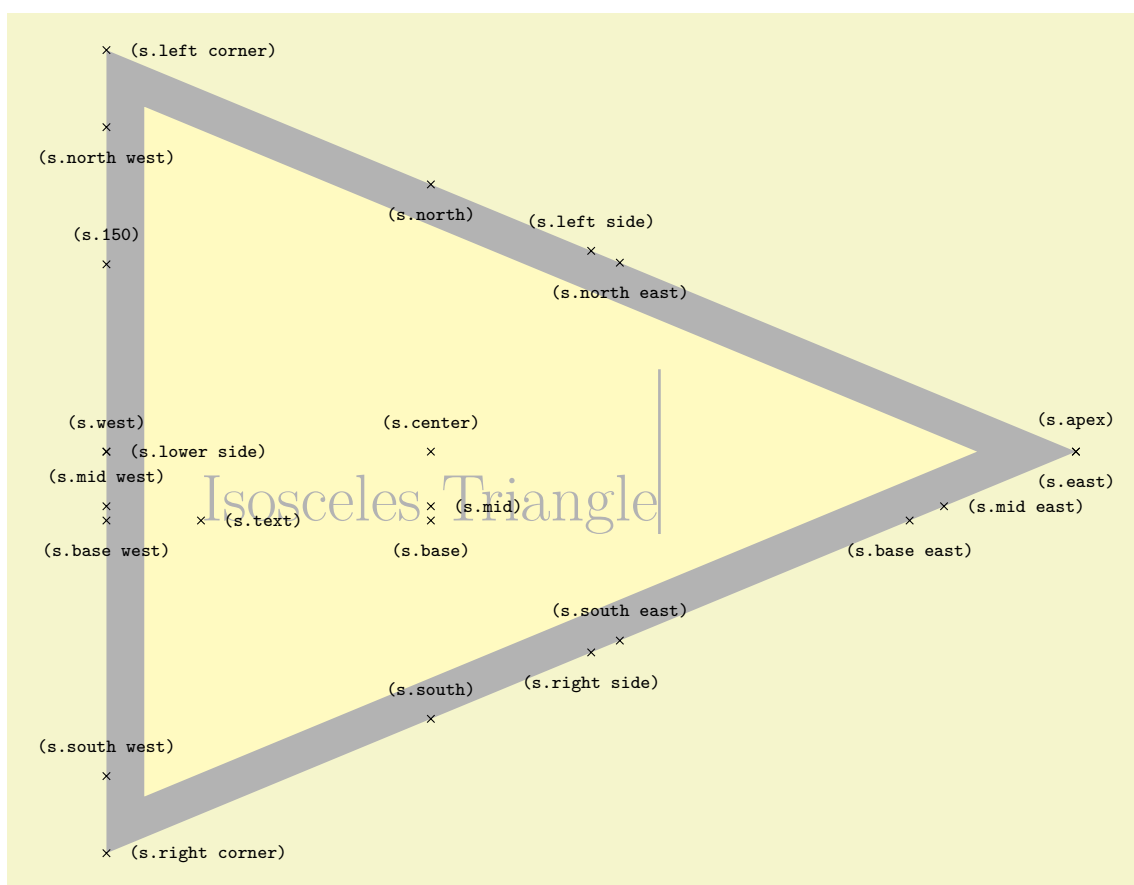 (s.left corner)
(s.north west)
(s.north)
(s.left side)
(s.150)
(s.north east)
(s.west)
(s.center)
(s.apex)
(s.lower side)
(s.mid west)
(s.east)
Isosceles Triangle
(s.mid)
(s.mid east)
(s.text)
(s.base west)
(s.base)
(s.base east)
(s.south east)
(s.right side)
(s.south)
(s.south west)
(s.right corner)